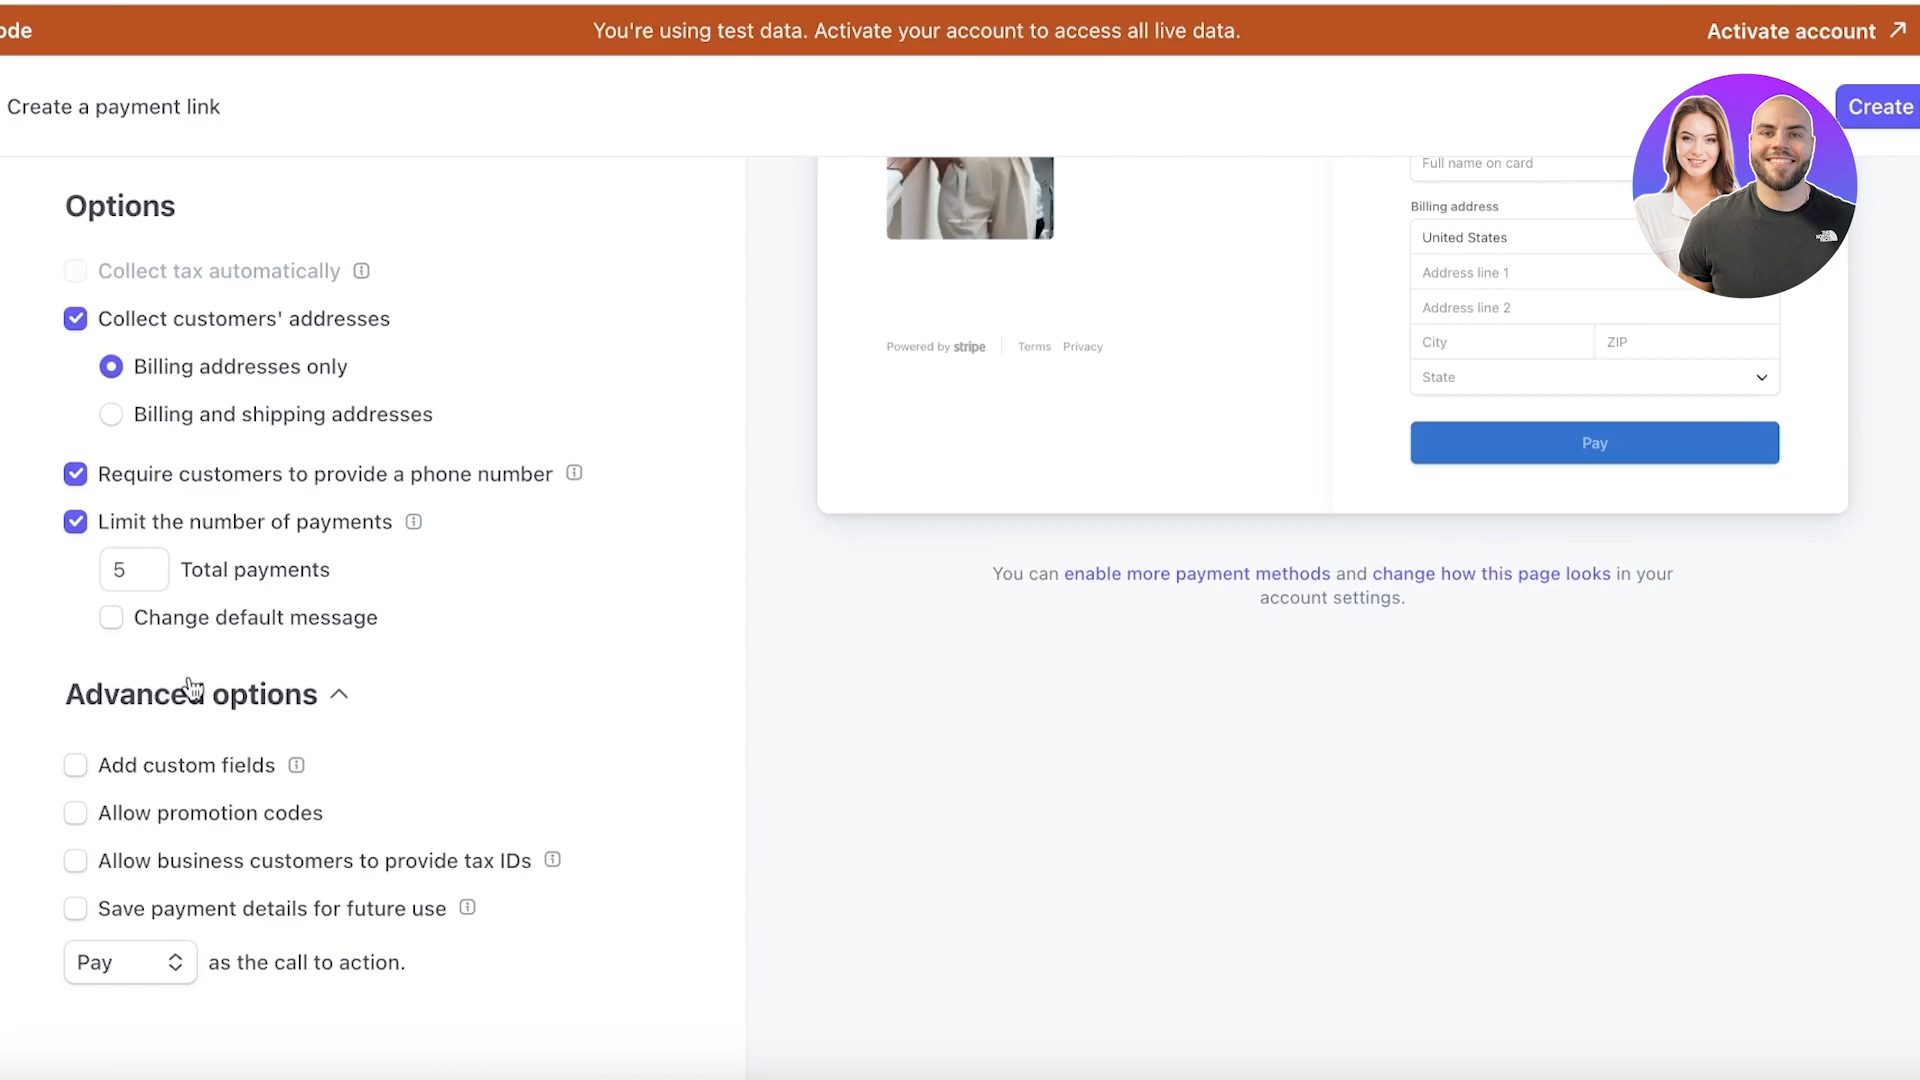 ode
You're using test data. Activate your account to access all live data.
Activate account
Create a payment link
Create
Options
Collect tax automatically
Collect customers' addresses
Billing addresses only
Billing and shipping addresses
Require customers to provide a phone number
Limit the number of payments
5 Total payments
Change default message
Advanced options
Add custom fields
Allow promotion codes
Allow business customers to provide tax IDs
Save payment details for future use
Pay as the call to action.
Powered by stripe
Terms Privacy
Full name on card
Billing address
United States
Address line 1
Address line 2
City ZIP
State
Pay
You can enable more payment methods and change how this page looks in your
account settings.